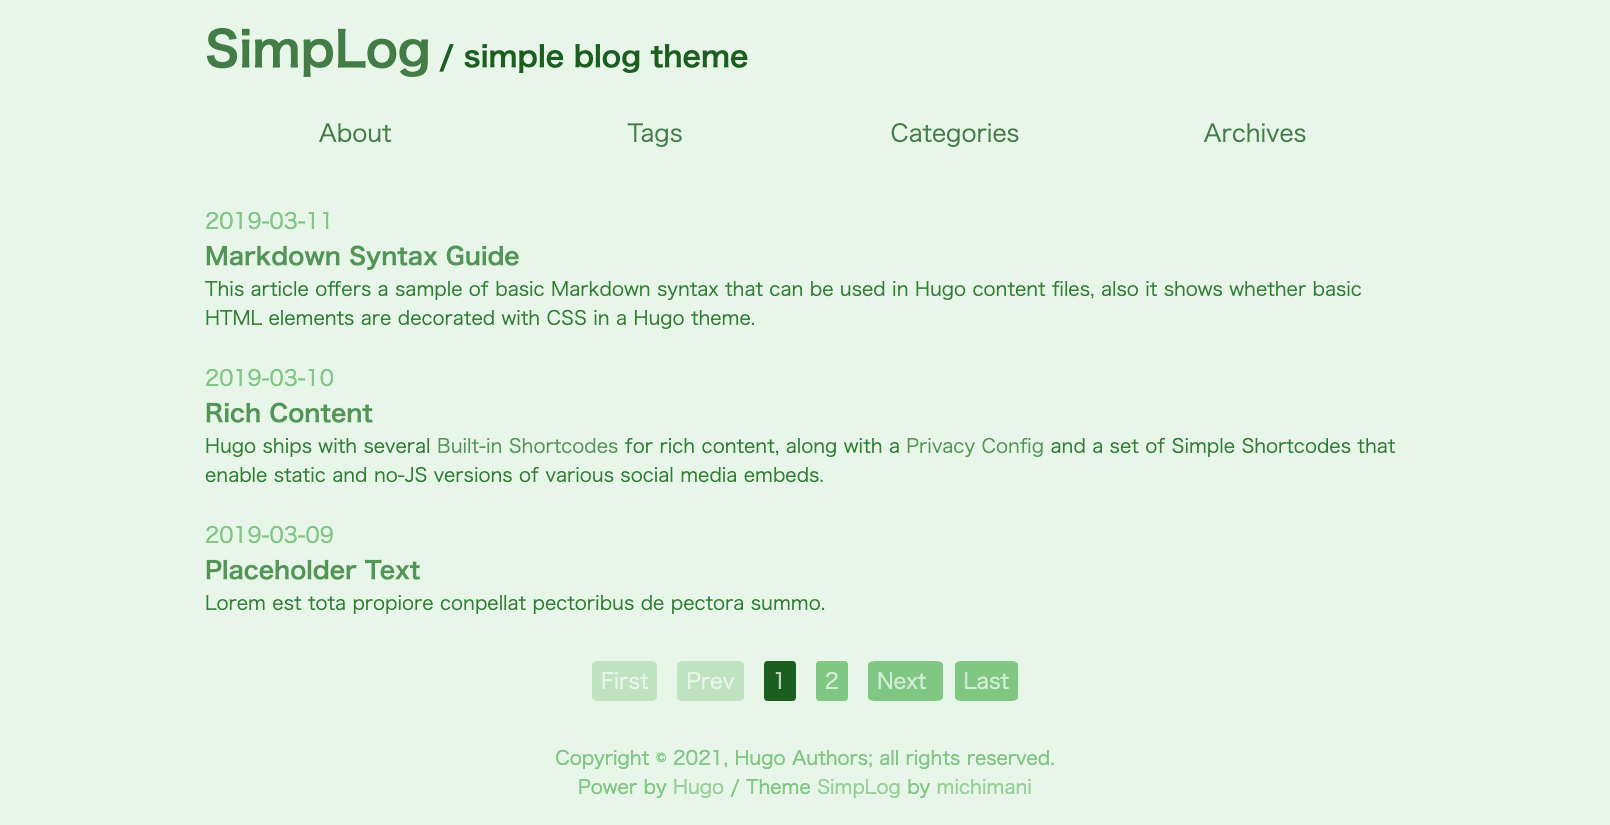 SimpLog / simple blog theme
About Tags Categories Archives
2019-03-11
Markdown Syntax Guide
This article offers a sample of basic Markdown syntax that can be used in Hugo content files, also it shows whether basic
HTML elements are decorated with CSS in a Hugo theme.
2019-03-10
Rich Content
Hugo ships with several Built-in Shortcodes for rich content, along with a Privacy Config and a set of Simple Shortcodes that
enable static and no-JS versions of various social media embeds.
2019-03-09
Placeholder Text
Lorem est tota propiore conpellat pectoribus de pectora summo.
First Prev 1 2 Next Last
Copyright © 2021, Hugo Authors; all rights reserved.
Power by Hugo / Theme SimpLog by michimani